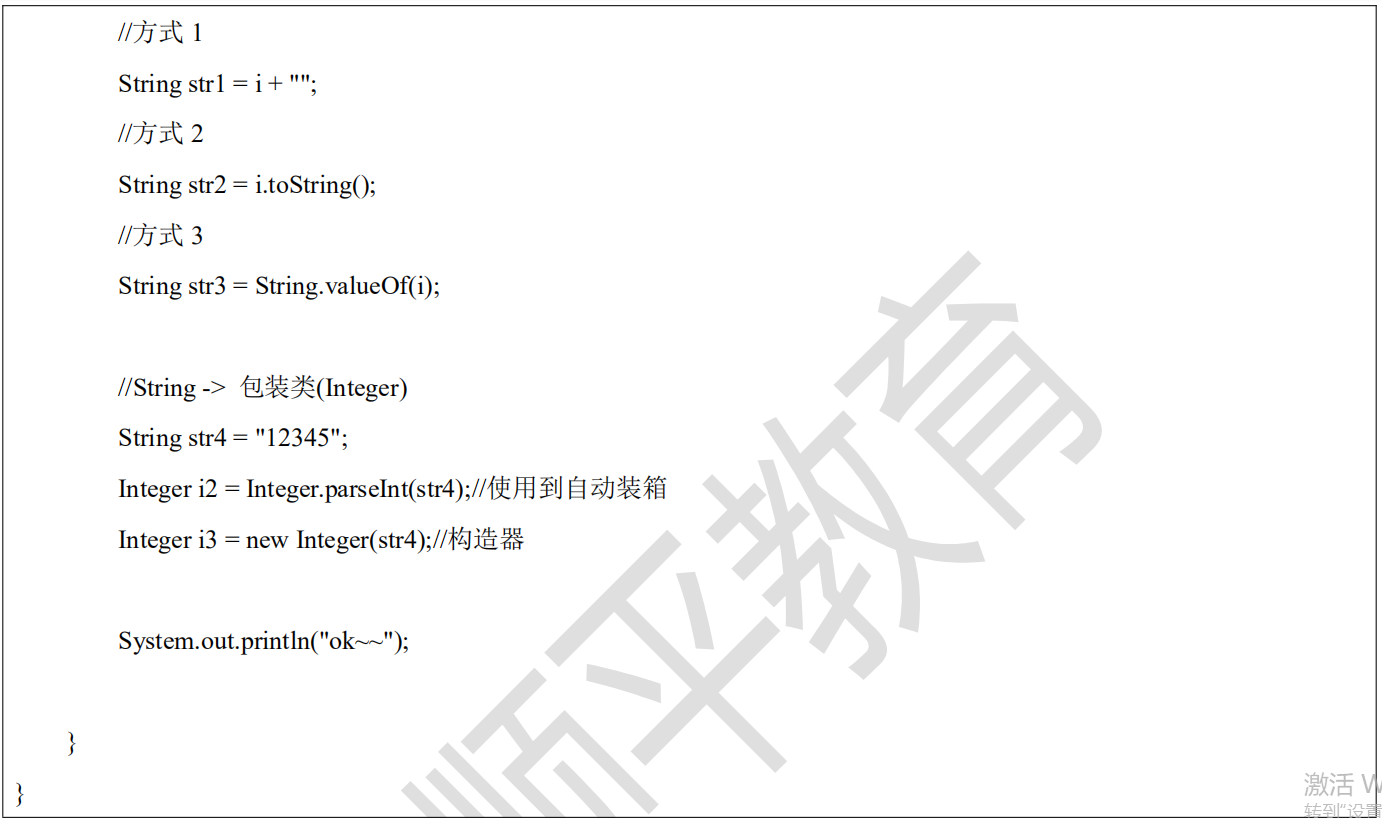 //方式 1
String str1 = i + "";
//方式 2
String str2 = i.toString();
//方式 3
String str3 = String.valueOf(i);
//String -> 包装类(Integer)
String str4 = "12345";
Integer i2 = Integer.parseInt(str4);//使用到自动装箱
Integer i3 = new Integer(str4);//构造器
System.out.println("ok~~");
}
}
顺平教育
激活 W
转到"设置